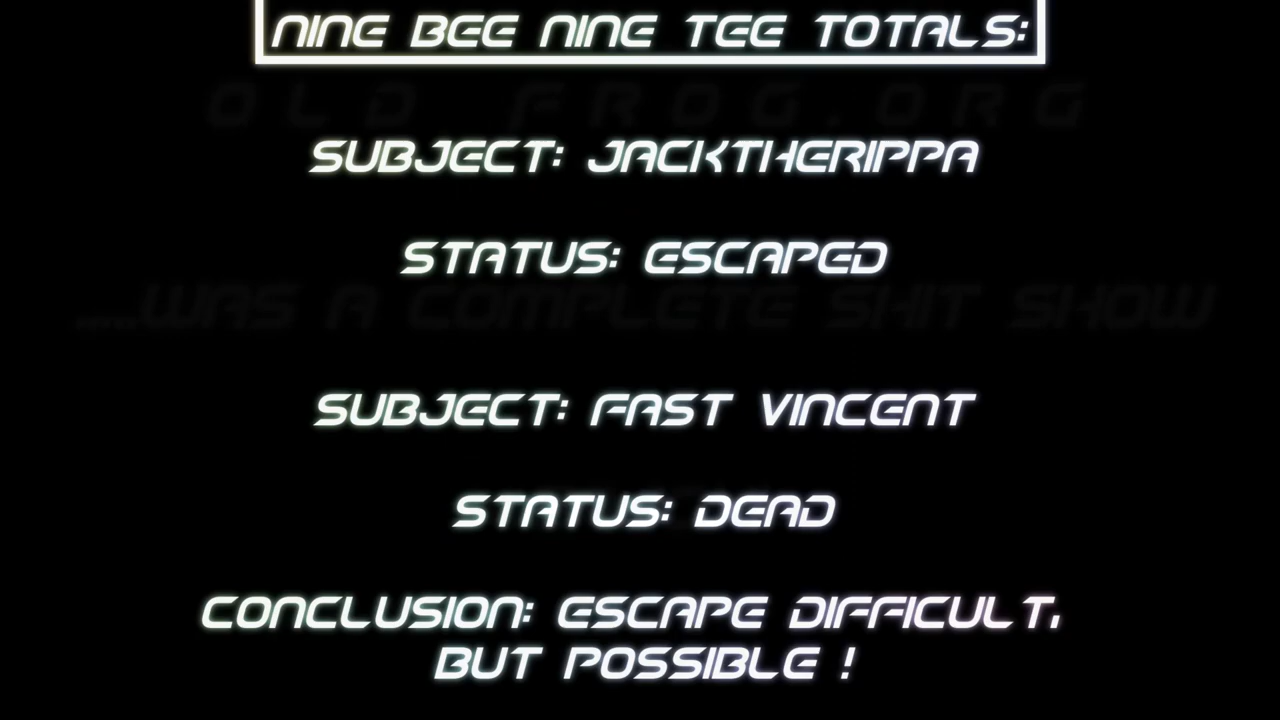 NINE BEE NINE TEE TOTALS:
OLD FROG.ORG
SUBJECT: JACKTHERIPPA
STATUS: ESCAPED
.....WAS A COMPLETE SHIT SHOW
SUBJECT: FAST VINCENT
STATUS: DEAD
CONCLUSION: ESCAPE DIFFICULT,
BUT POSSIBLE !